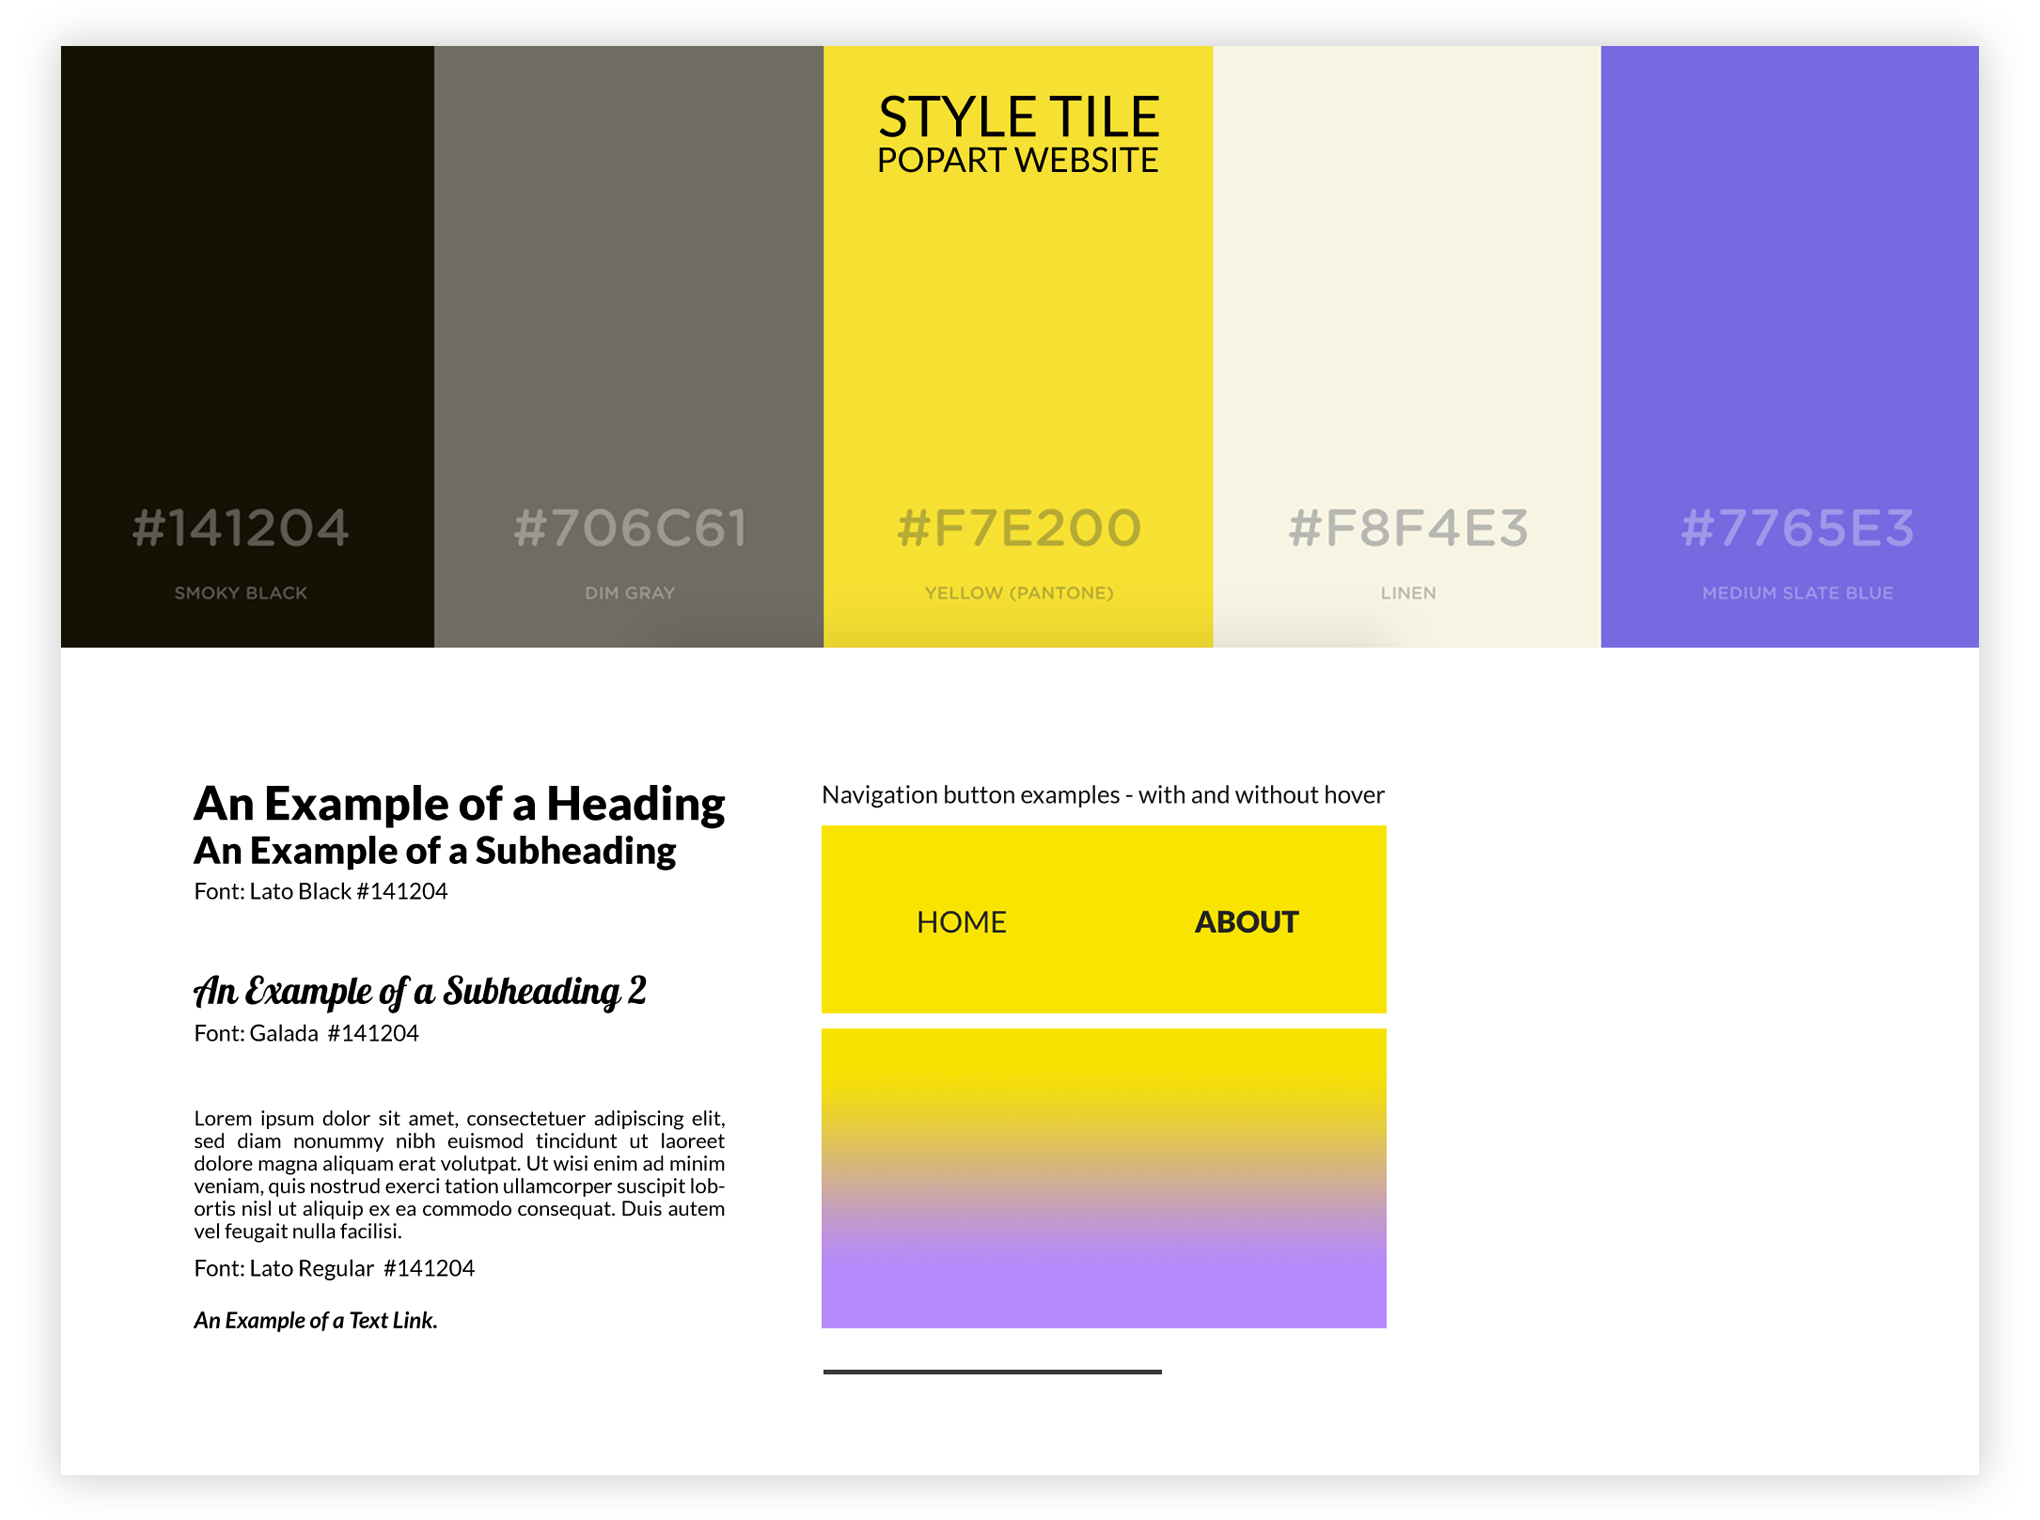 STYLE TILE
POPART WEBSITE
#141204
SMOKY BLACK
#706C61
DIM GRAY
#F7E200
YELLOW (PANTONE)
#F8F4E3
LINEN
#7765E3
MEDIUM SLATE BLUE
An Example of a Heading
An Example of a Subheading
Font: Lato Black #141204
An Example of a Subheading 2
Font: Galada  #141204
Lorem ipsum dolor sit amet, consectetuer adipiscing elit,
sed diam nonummy nibh euismod tincidunt ut laoreet
dolore magna aliquam erat volutpat. Ut wisi enim ad minim
veniam, quis nostrud exerci tation ullamcorper suscipit lob-
ortis nisl ut aliquip ex ea commodo consequat. Duis autem
vel feugait nulla facilisi.
Font: Lato Regular  #141204
An Example of a Text Link.
Navigation button examples - with and without hover
HOME
ABOUT